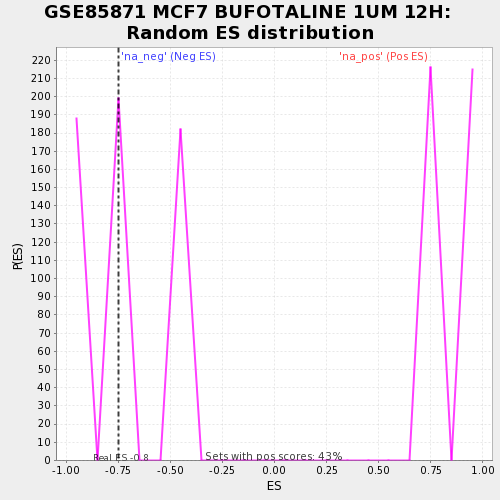 GSE85871 MCF7 BUFOTALINE 1UM 12H:
Random ES distribution
'na_neg' (Neg ES)
'na_pos' (Pos ES)
220
210
200
190
180
170
160
150
140
130
120
110
100
90
80
70
60
50
40
30
20
10
0
P(ES)
Real ES -0.8
Sets with pos scores: 43%
-1.00 -0.75 -0.50 -0.25 0.00 0.25 0.50 0.75 1.00
ES